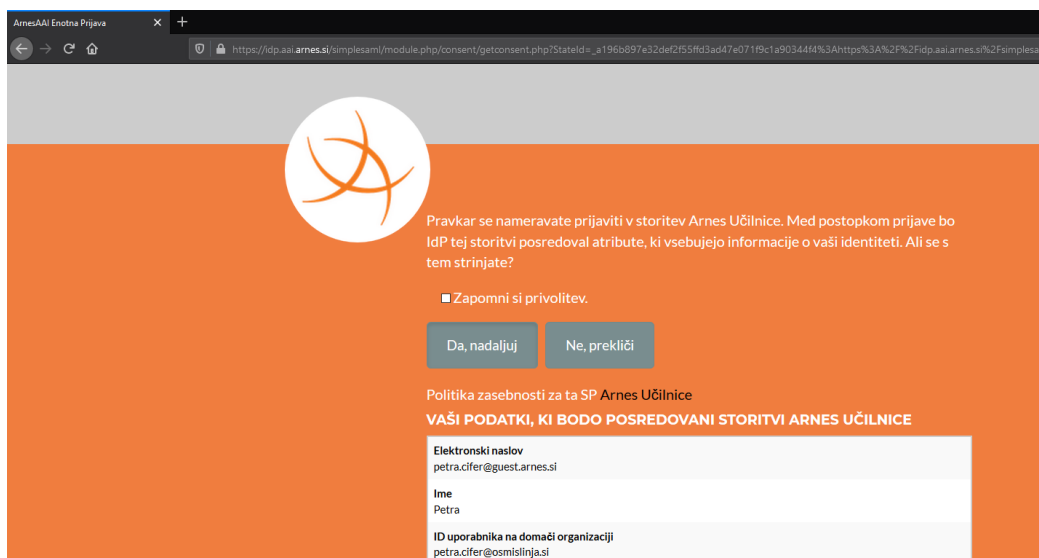 ArnesAAI Enotna Prijava
https://idp.aai.arnes.si/simplesaml/module.php/consent/getconsent.php?StateId=_a196b897e32def2f55ffd3ad47e071f9c1a90344f4%3Ahttps%3A%2F%2Fidp.aai.arnes.si%2Fsimplesa
Pravkar se nameravate prijaviti v storitev Arnes Učilnice. Med postopkom prijave bo
IdP tej storitvi posredoval atribute, ki vsebujejo informacije o vaši identiteti. Ali se s
tem strinjate?
Zapomni si privolitev.
Da, nadaljuj
Ne, prekliči
Politika zasebnosti za ta SP Arnes Učilnice
VAŠI PODATKI, KI BODO POSREDOVANI STORITVI ARNES UČILNICE
Elektronski naslov
petra.cifer@guest.arnes.si
Ime
Petra
ID uporabnika na domači organizaciji
petra.cifer@osmislinja.si